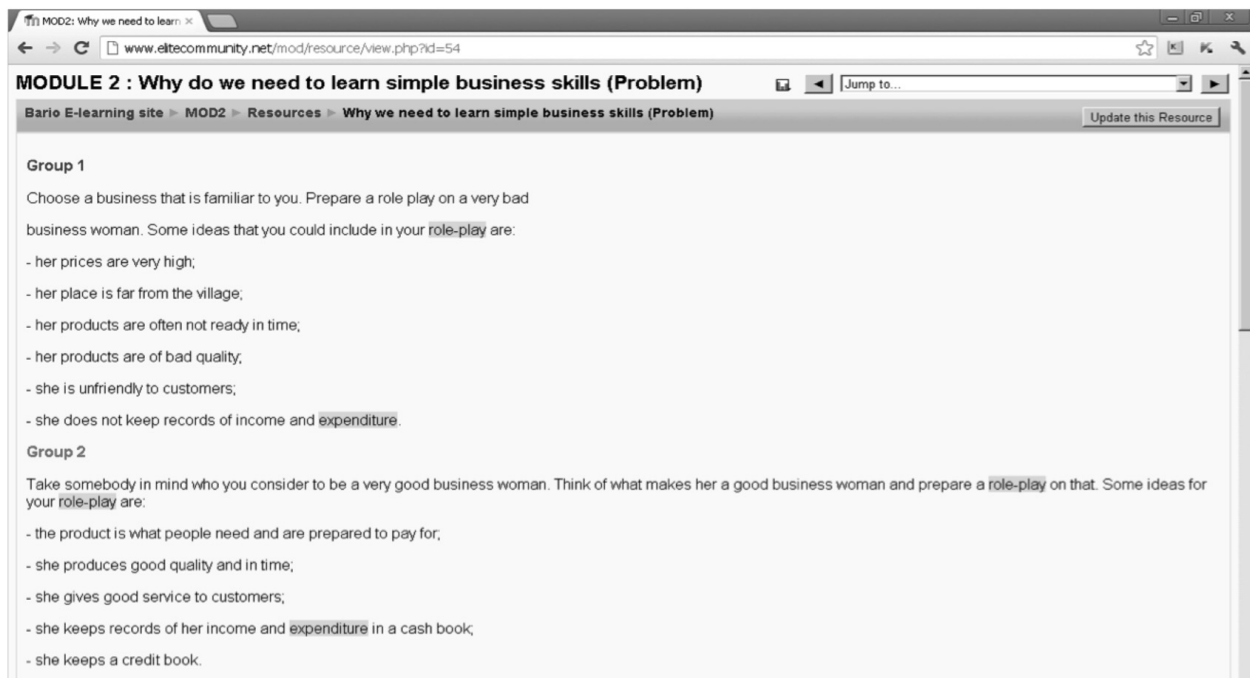 MOD2: Why we need to learn
www.elitecommunity.net/mod/resource/view.php?id=54
MODULE 2 : Why do we need to learn simple business skills (Problem)
Jump to...
Bario E-learning site ► MOD2 ► Resources ► Why we need to learn simple business skills (Problem)
Update this Resource
Group 1
Choose a business that is familiar to you. Prepare a role play on a very bad
business woman. Some ideas that you could include in your role-play are:
- her prices are very high;
- her place is far from the village;
- her products are often not ready in time;
- her products are of bad quality;
- she is unfriendly to customers;
- she does not keep records of income and expenditure.
Group 2
Take somebody in mind who you consider to be a very good business woman. Think of what makes her a good business woman and prepare a role-play on that. Some ideas for
your role-play are:
- the product is what people need and are prepared to pay for;
- she produces good quality and in time;
- she gives good service to customers;
- she keeps records of her income and expenditure in a cash book;
- she keeps a credit book.